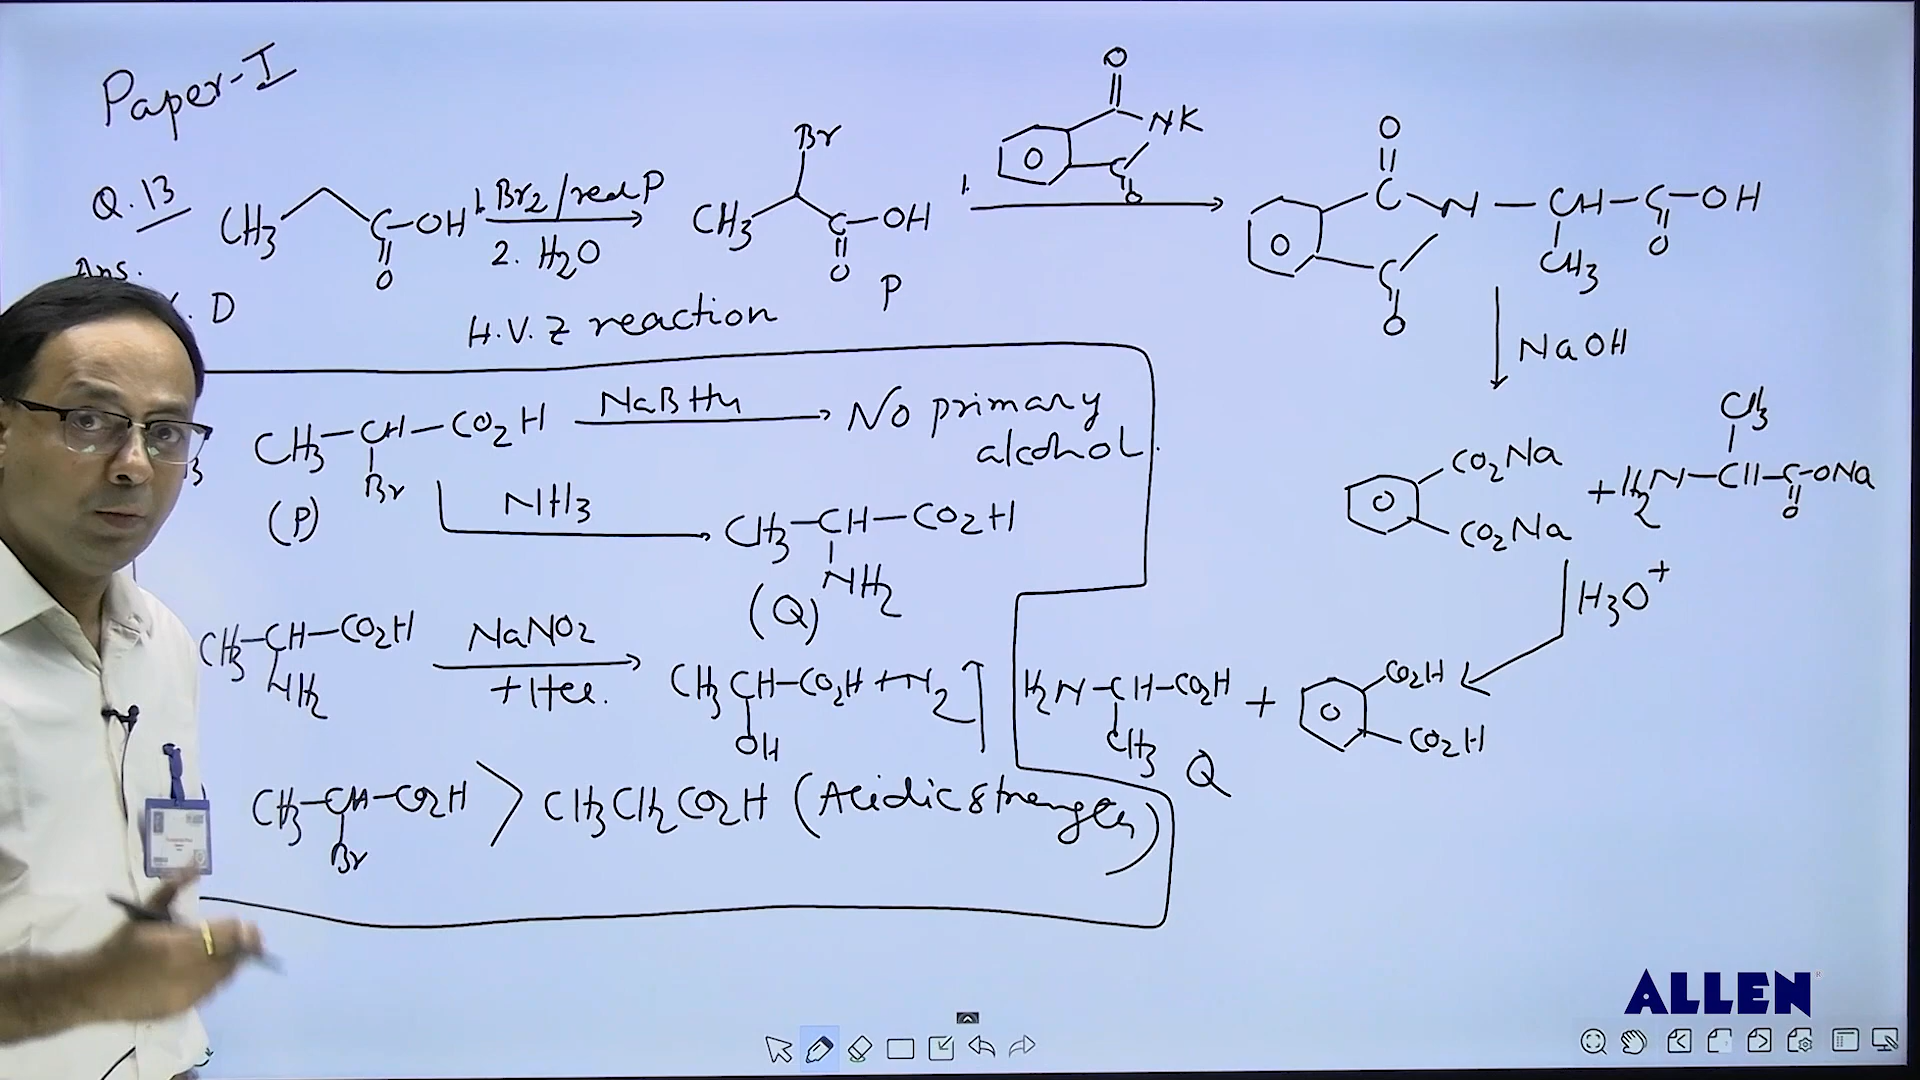 Paper-I
Q.13
CH3 C-OH O
1. Br2/red P
2. H2O
Br
CH3 C-OH O
P
1.
O NK C O
O C N-CH-C-OH
C O CH3 O
Ans.
. D
H.V.Z reaction
NaOH
CH3-CH-CO2H NaBH4 No primary alcohol.
Br
(P)
NH3
CH3-CH-CO2H
NH2
(Q)
CO2Na
CO2Na
+ H2N-CH-C-ONa
CH3 O
H3O+
CH3-CH-CO2H NaNO2 +HCl. CH3CH-CO2H+N2
NH2
OH
H2N-CH-CO2H + CO2H
CH3 CO2H
Q
CH3-CH-CO2H > CH3CH2CO2H (Acidic strength)
Br
ALLEN